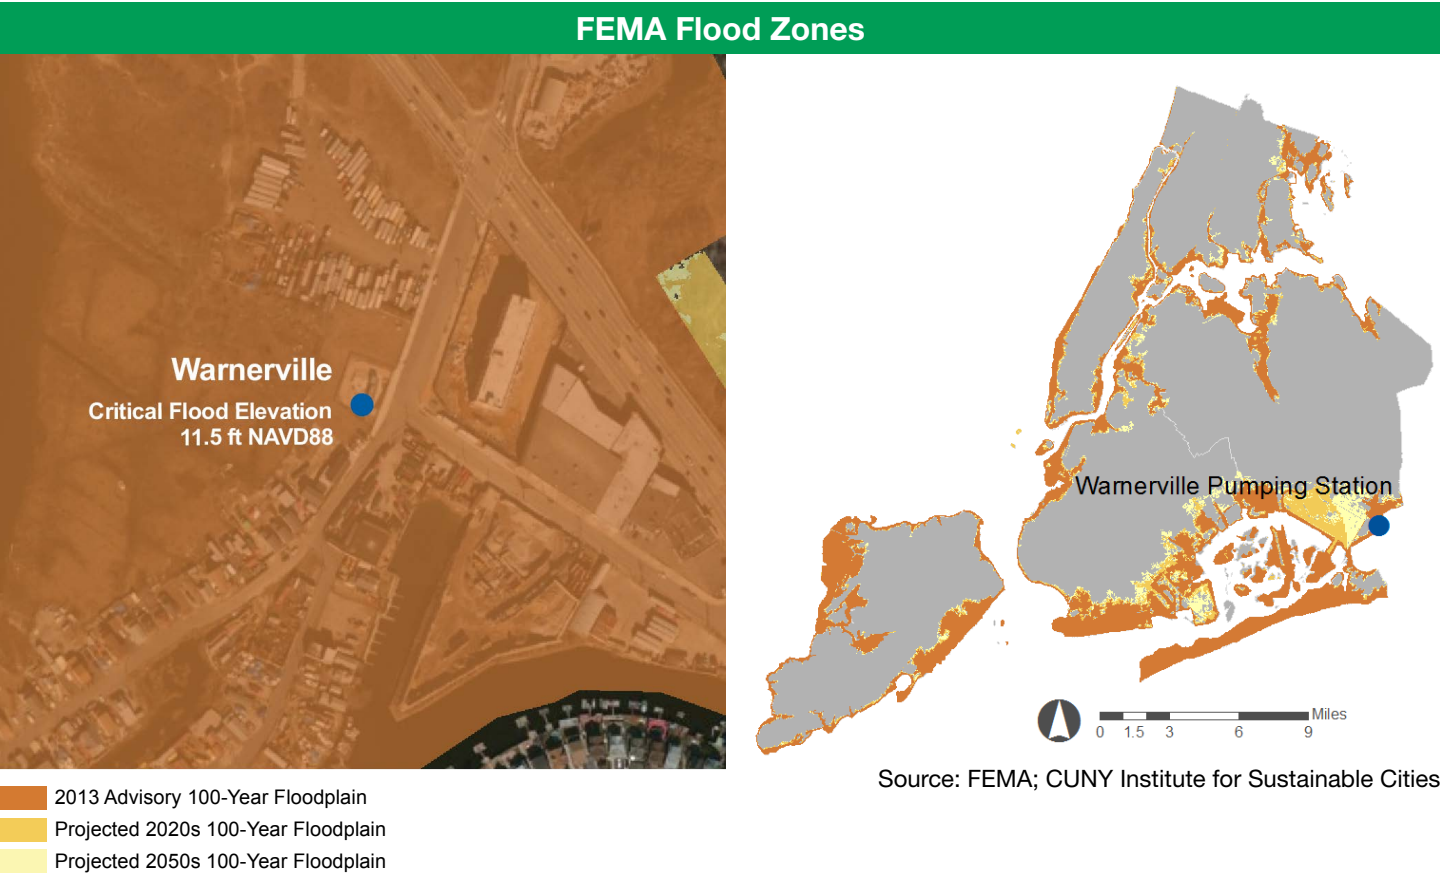 FEMA Flood Zones
Warnerville
Critical Flood Elevation
11.5 ft NAVD88
Warnerville Pumping Station
Miles
0 1.5 3 6 9
Source: FEMA; CUNY Institute for Sustainable Cities
2013 Advisory 100-Year Floodplain
Projected 2020s 100-Year Floodplain
Projected 2050s 100-Year Floodplain